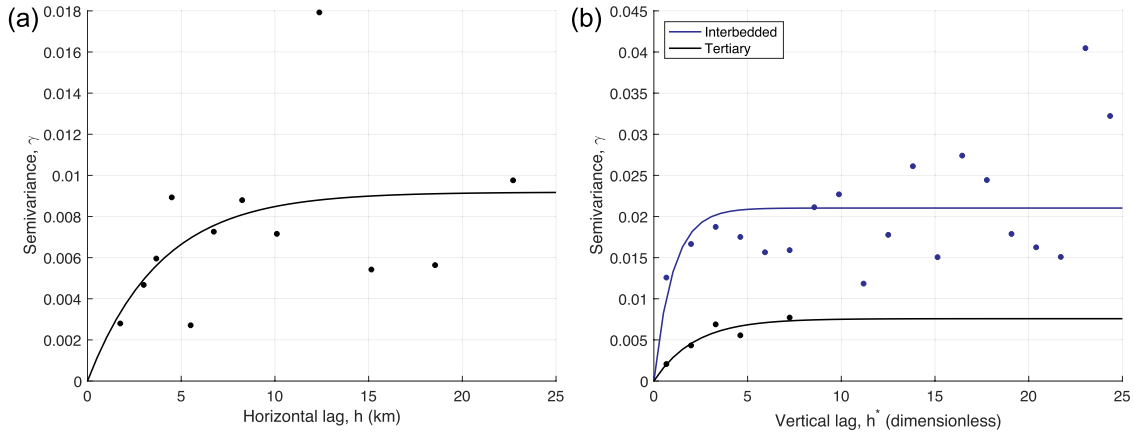 (a)
0.018
0.016
0.014
0.012
0.01
0.008
0.006
0.004
0.002
0
Semivariance, γ
0 5 10 15 20 25
Horizontal lag, h (km)
(b)
0.045
0.04
0.035
0.03
0.025
0.02
0.015
0.01
0.005
0
Semivariance, γ
Interbedded
Tertiary
0 5 10 15 20 25
Vertical lag, h* (dimensionless)